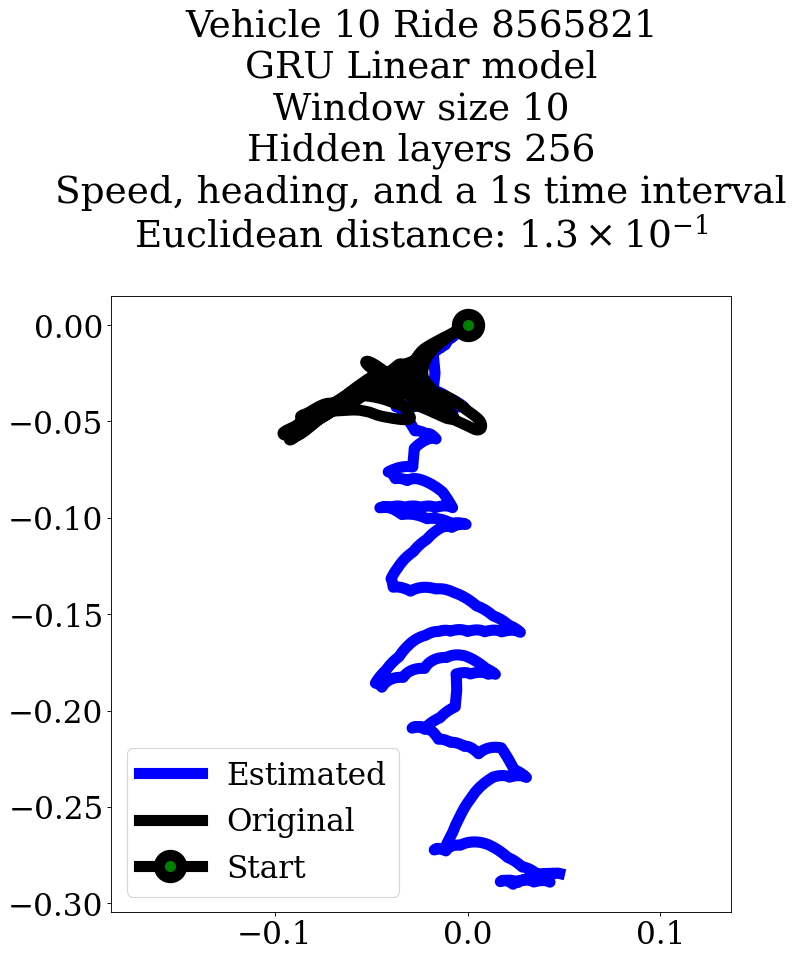 Vehicle 10 Ride 8565821
GRU Linear model
Window size 10
Hidden layers 256
Speed, heading, and a 1s time interval
Euclidean distance: 1.3 × 10⁻¹
0.00
−0.05
−0.10
−0.15
−0.20
−0.25
−0.30
Estimated
Original
Start
−0.1
0.0
0.1